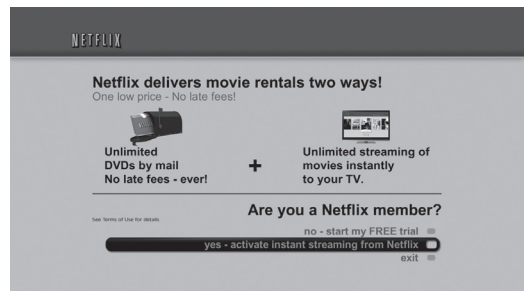 NETFLIX
Netflix delivers movie rentals two ways!
One low price - No late fees!
Unlimited
DVDs by mail
No late fees - ever!
+
Unlimited streaming of
movies instantly
to your TV.
Are you a Netflix member?
See Terms of Use for details
no - start my FREE trial
yes - activate instant streaming from Netflix
exit